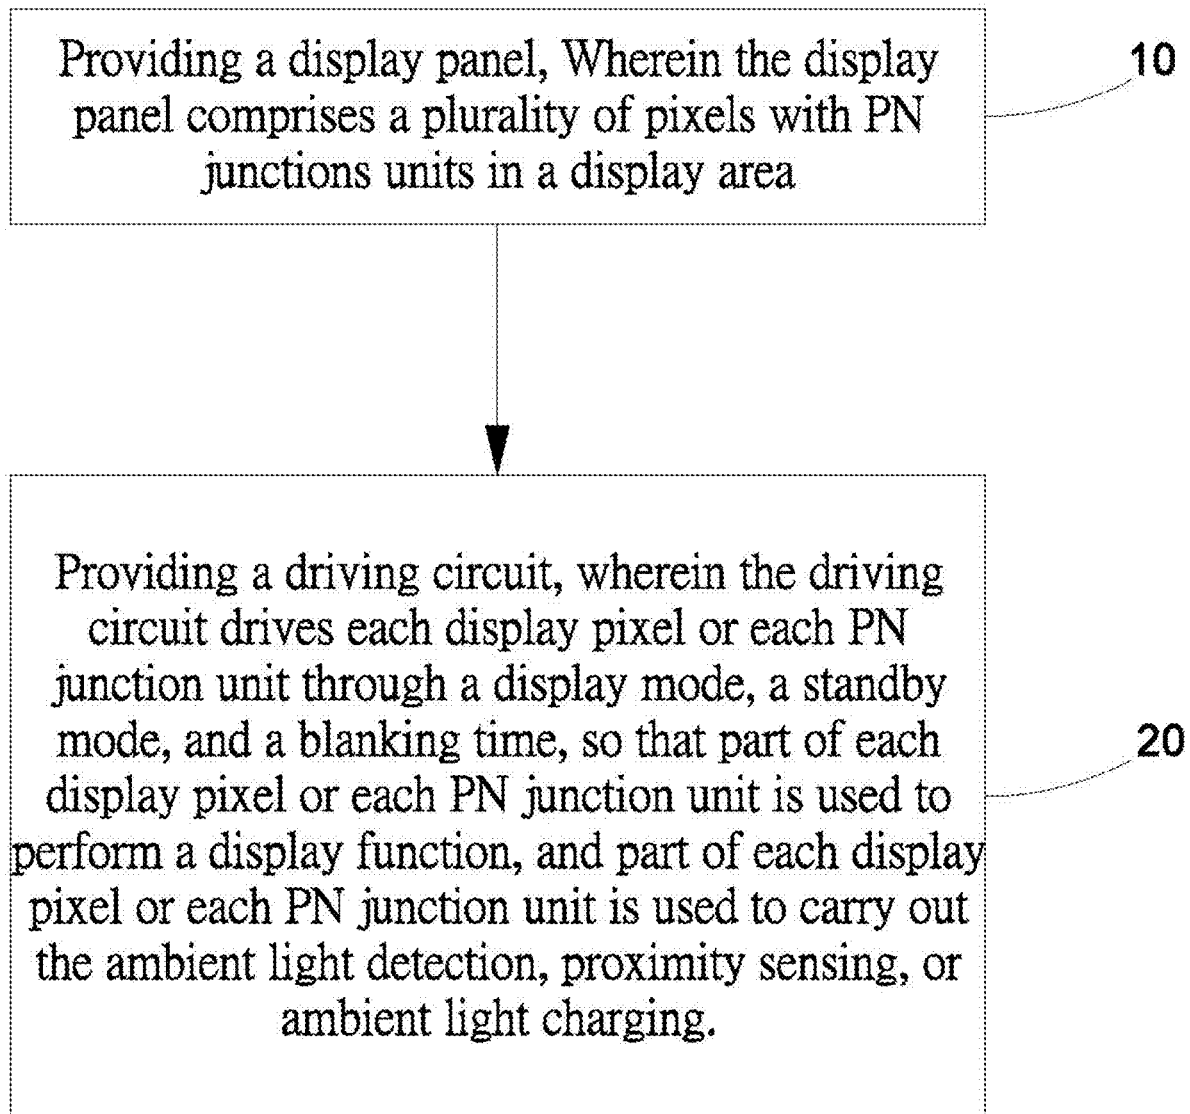 Providing a display panel, Wherein the display
panel comprises a plurality of pixels with PN
junctions units in a display area
10
Providing a driving circuit, wherein the driving
circuit drives each display pixel or each PN
junction unit through a display mode, a standby
mode, and a blanking time, so that part of each
display pixel or each PN junction unit is used to
perform a display function, and part of each display
pixel or each PN junction unit is used to carry out
the ambient light detection, proximity sensing, or
ambient light charging.
20